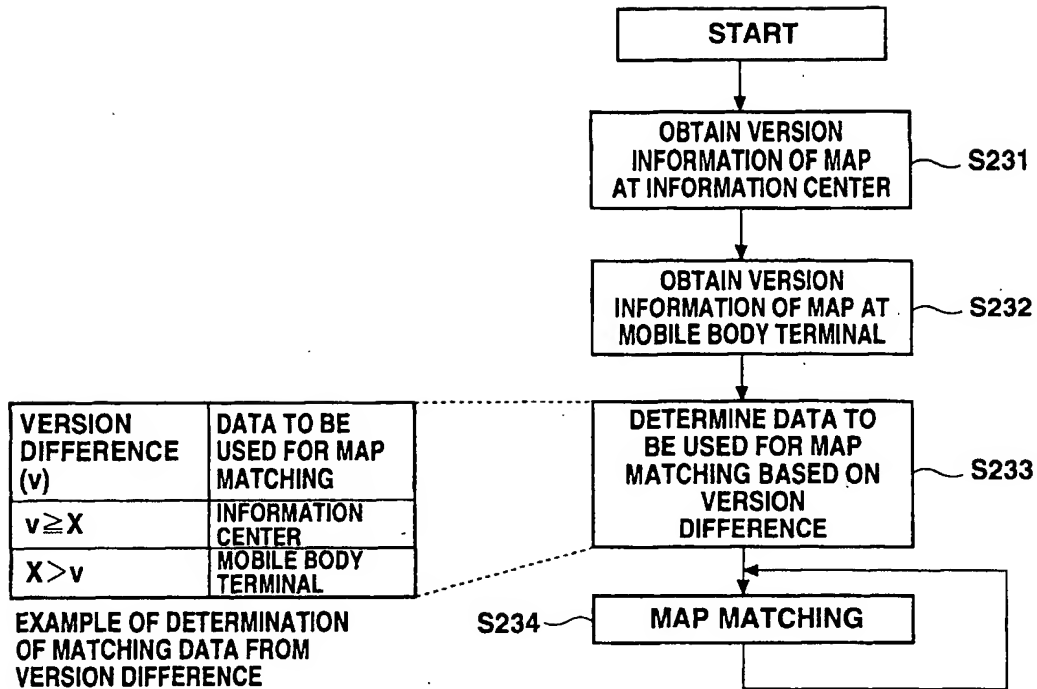 START
OBTAIN VERSION
INFORMATION OF MAP
AT INFORMATION CENTER
S231
OBTAIN VERSION
INFORMATION OF MAP AT
MOBILE BODY TERMINAL
S232
DETERMINE DATA TO
BE USED FOR MAP
MATCHING BASED ON
VERSION
DIFFERENCE
S233
VERSION
DIFFERENCE
(v)
DATA TO BE
USED FOR MAP
MATCHING
v≧X
INFORMATION
CENTER
X>v
MOBILE BODY
TERMINAL
EXAMPLE OF DETERMINATION
OF MATCHING DATA FROM
VERSION DIFFERENCE
S234
MAP MATCHING